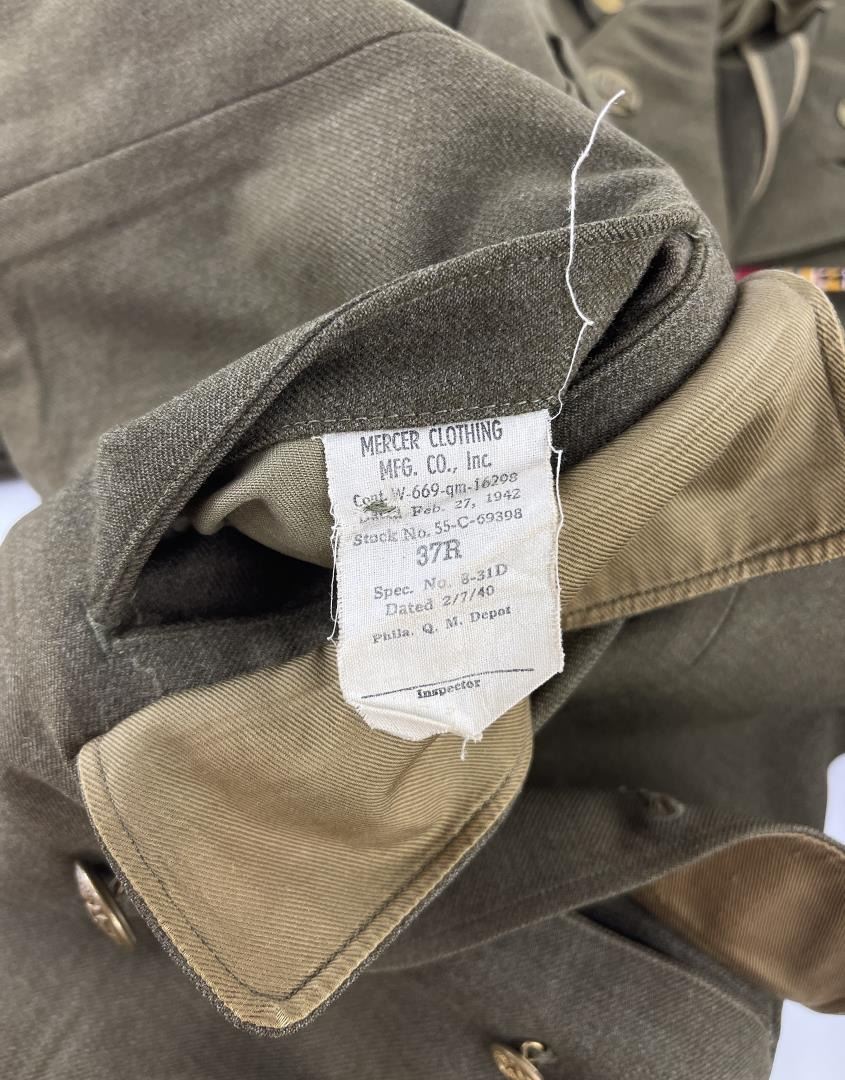 MERCER CLOTHING
MFG. CO., Inc.
Cont. W-669-qm-16298
Dated Feb. 27, 1942
Stock No. 55-C-69398
37R
Spec. No. 8-31D
Dated 2/7/40
Phila. Q. M. Depot
Inspector